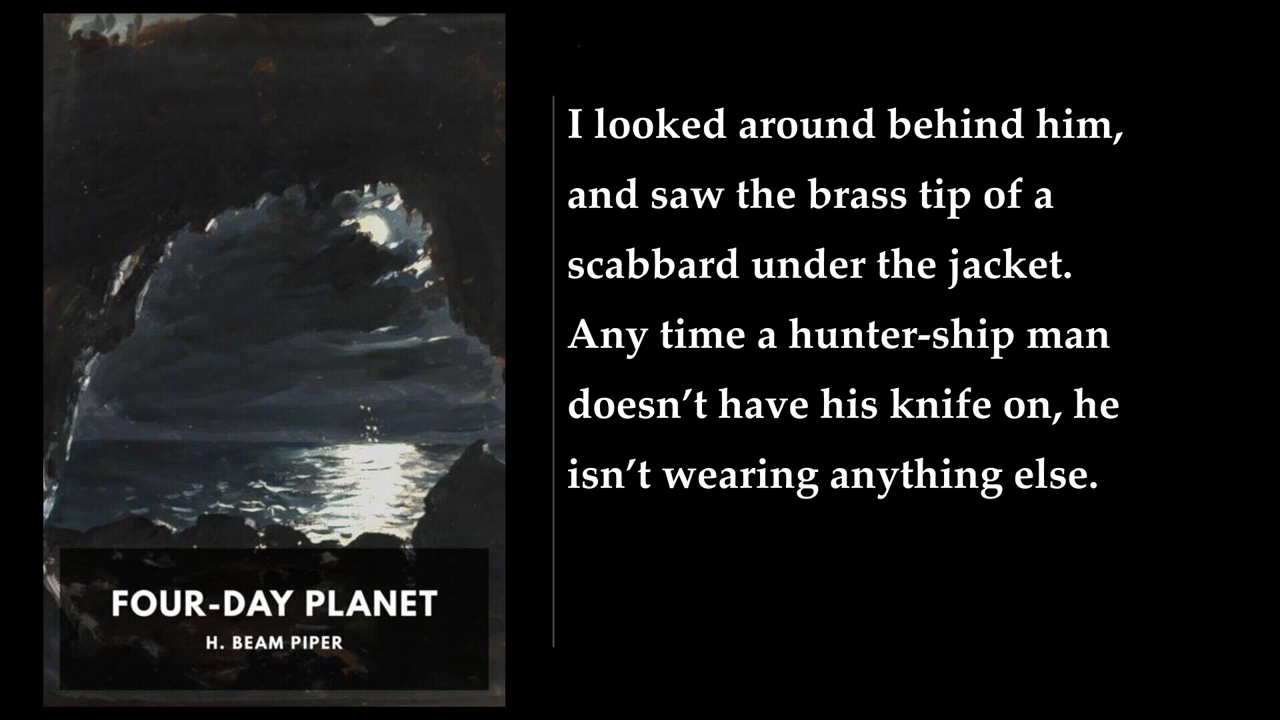 FOUR-DAY PLANET
H. BEAM PIPER
I looked around behind him,
and saw the brass tip of a
scabbard under the jacket.
Any time a hunter-ship man
doesn’t have his knife on, he
isn’t wearing anything else.